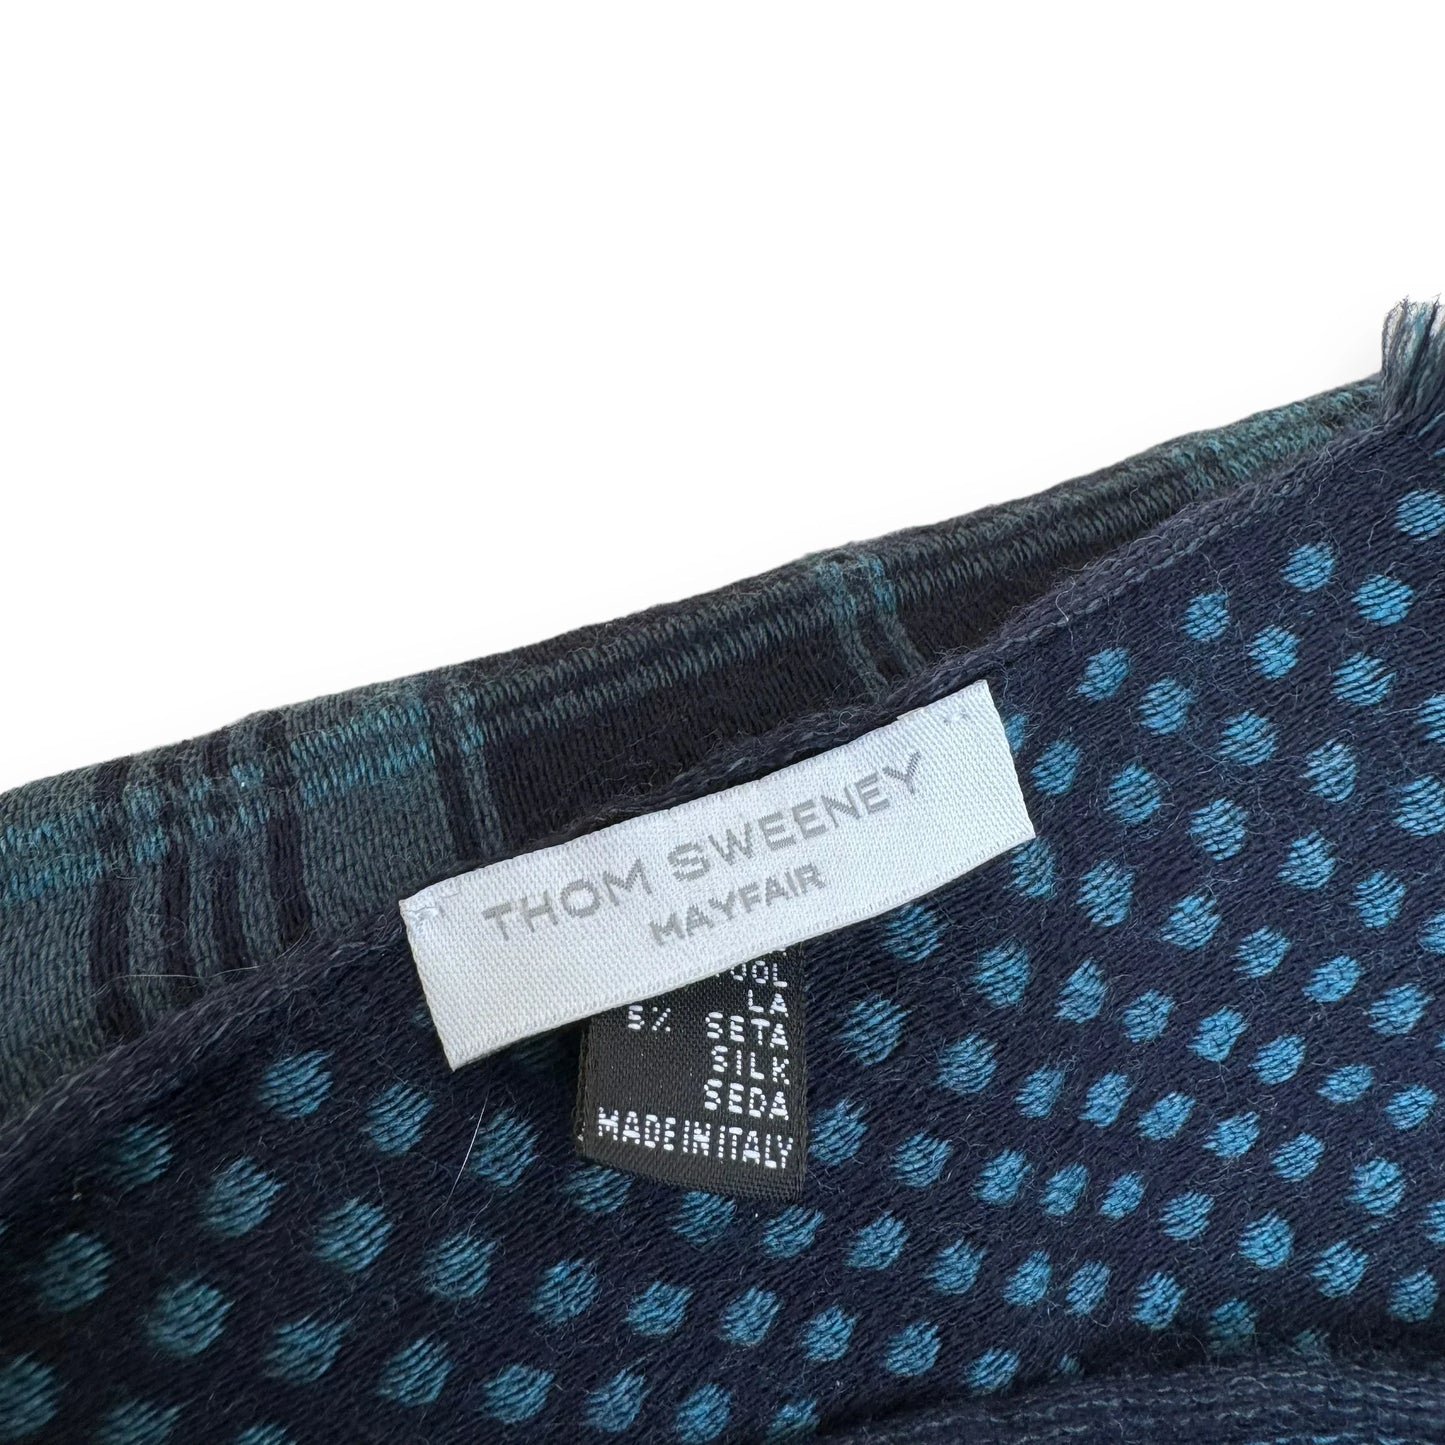 THOM SWEENEY
MAYFAIR
LA
5% SETA
SILK
SEDA
MADE IN ITALY